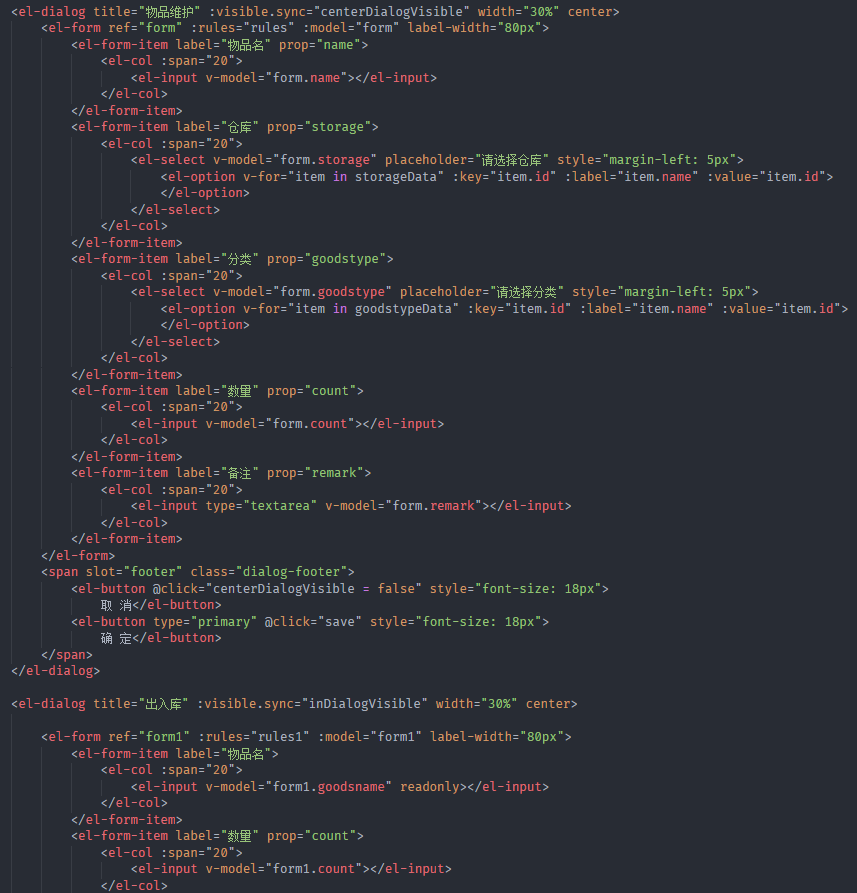 <el-dialog title="物品维护" :visible.sync="centerDialogVisible" width="30%" center>
<el-form ref="form" :rules="rules" :model="form" label-width="80px">
<el-form-item label="物品名" prop="name">
<el-col :span="20">
<el-input v-model="form.name"></el-input>
</el-col>
</el-form-item>
<el-form-item label="仓库" prop="storage">
<el-col :span="20">
<el-select v-model="form.storage" placeholder="请选择仓库" style="margin-left: 5px">
<el-option v-for="item in storageData" :key="item.id" :label="item.name" :value="item.id">
</el-option>
</el-select>
</el-col>
</el-form-item>
<el-form-item label="分类" prop="goodstype">
<el-col :span="20">
<el-select v-model="form.goodstype" placeholder="请选择分类" style="margin-left: 5px">
<el-option v-for="item in goodstypeData" :key="item.id" :label="item.name" :value="item.id">
</el-option>
</el-select>
</el-col>
</el-form-item>
<el-form-item label="数量" prop="count">
<el-col :span="20">
<el-input v-model="form.count"></el-input>
</el-col>
</el-form-item>
<el-form-item label="备注" prop="remark">
<el-col :span="20">
<el-input type="textarea" v-model="form.remark"></el-input>
</el-col>
</el-form-item>
</el-form>
<span slot="footer" class="dialog-footer">
<el-button @click="centerDialogVisible = false" style="font-size: 18px">
取 消</el-button>
<el-button type="primary" @click="save" style="font-size: 18px">
确 定</el-button>
</span>
</el-dialog>
<el-dialog title="出入库" :visible.sync="inDialogVisible" width="30%" center>
<el-form ref="form1" :rules="rules1" :model="form1" label-width="80px">
<el-form-item label="物品名">
<el-col :span="20">
<el-input v-model="form1.goodsname" readonly></el-input>
</el-col>
</el-form-item>
<el-form-item label="数量" prop="count">
<el-col :span="20">
<el-input v-model="form1.count"></el-input>
</el-col>